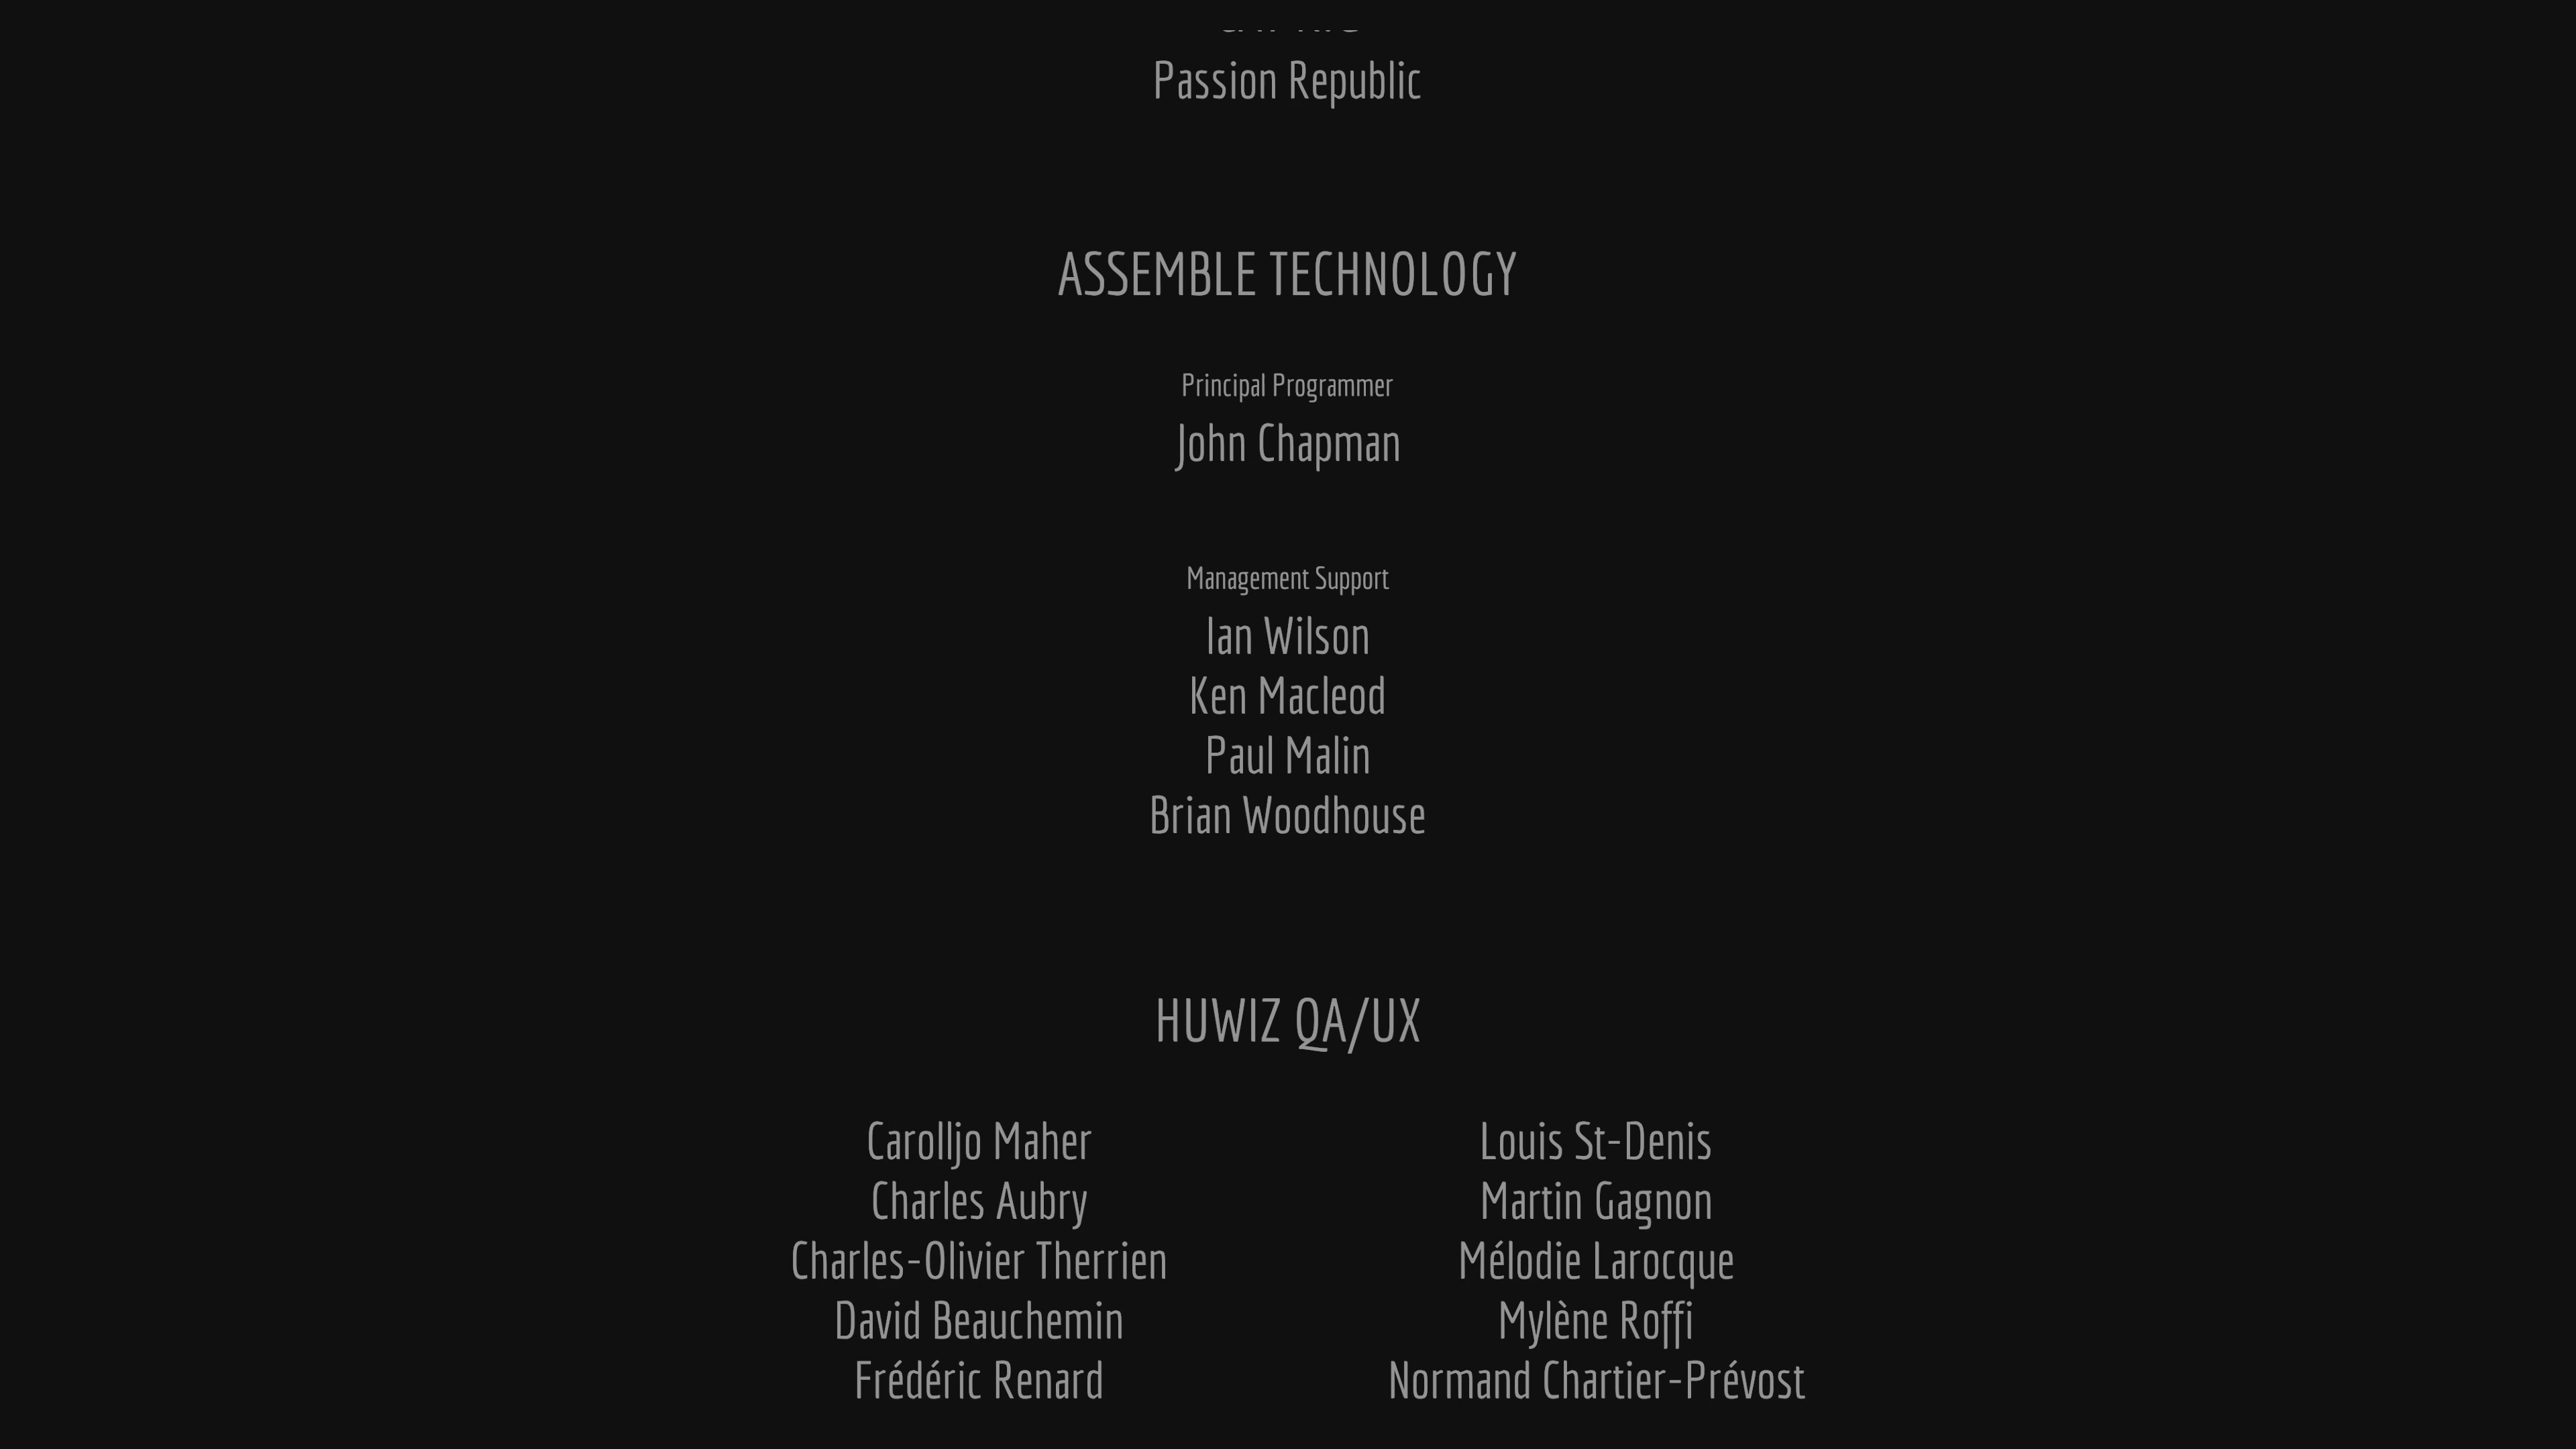 Passion Republic
ASSEMBLE TECHNOLOGY
Principal Programmer
John Chapman
Management Support
Ian Wilson
Ken Macleod
Paul Malin
Brian Woodhouse
HUWIZ QA/UX
Carolljo Maher
Charles Aubry
Charles-Olivier Therrien
David Beauchemin
Frédéric Renard
Louis St-Denis
Martin Gagnon
Mélodie Larocque
Mylène Roffi
Normand Chartier-Prévost